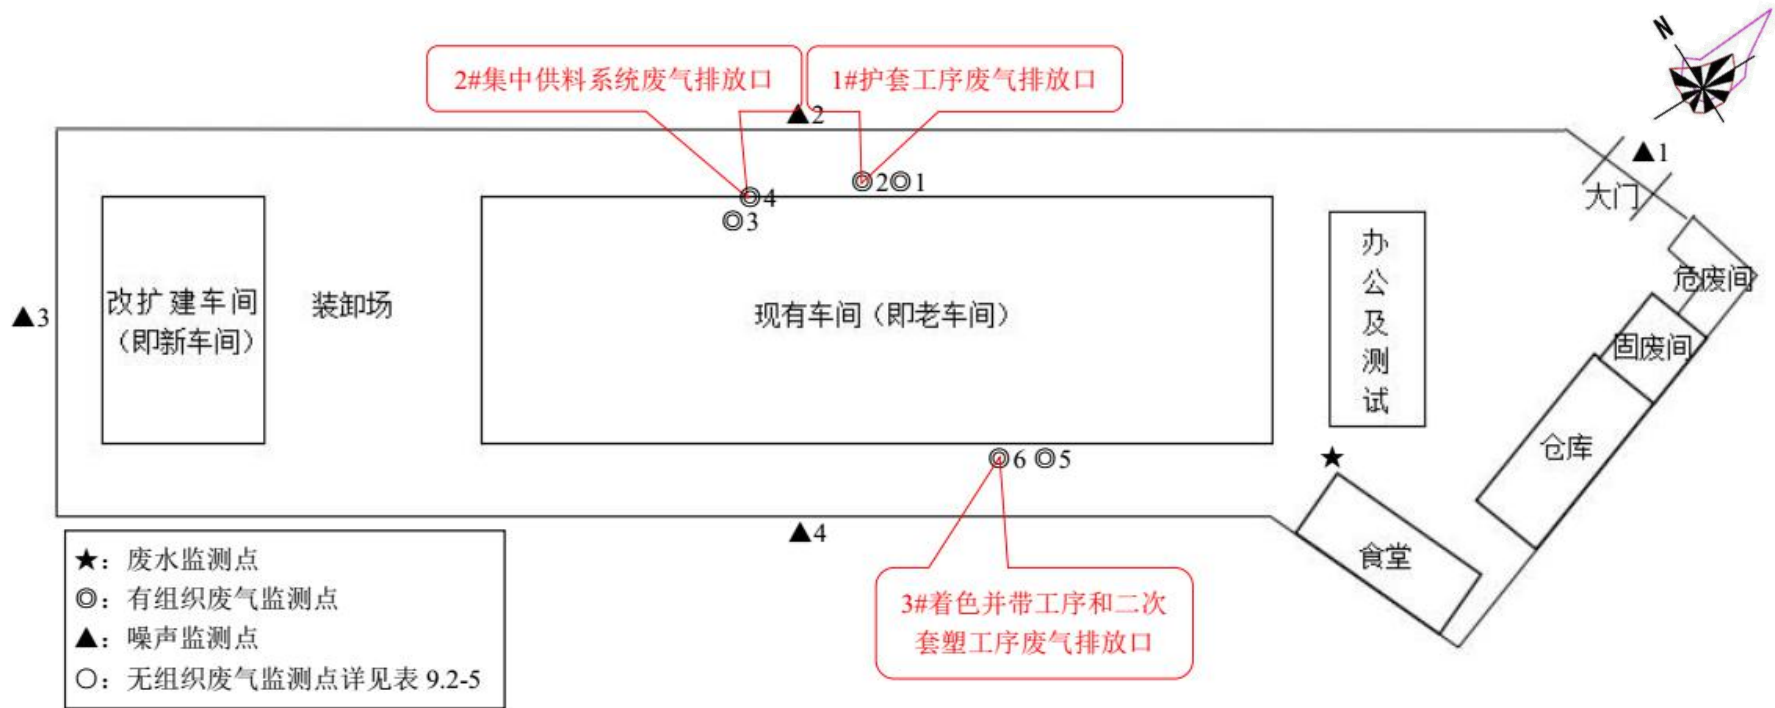 N
2#集中供料系统废气排放口
1#护套工序废气排放口
▲2
▲1
大门
◎2◎1
◎4
◎3
办公及测试
危废间
改扩建车间
（即新车间）
装卸场
现有车间（即老车间）
▲3
固废间
仓库
◎6 ◎5
★
▲4
食堂
3#着色并带工序和二次
套塑工序废气排放口
★：废水监测点
◎：有组织废气监测点
▲：噪声监测点
○：无组织废气监测点详见表 9.2-5